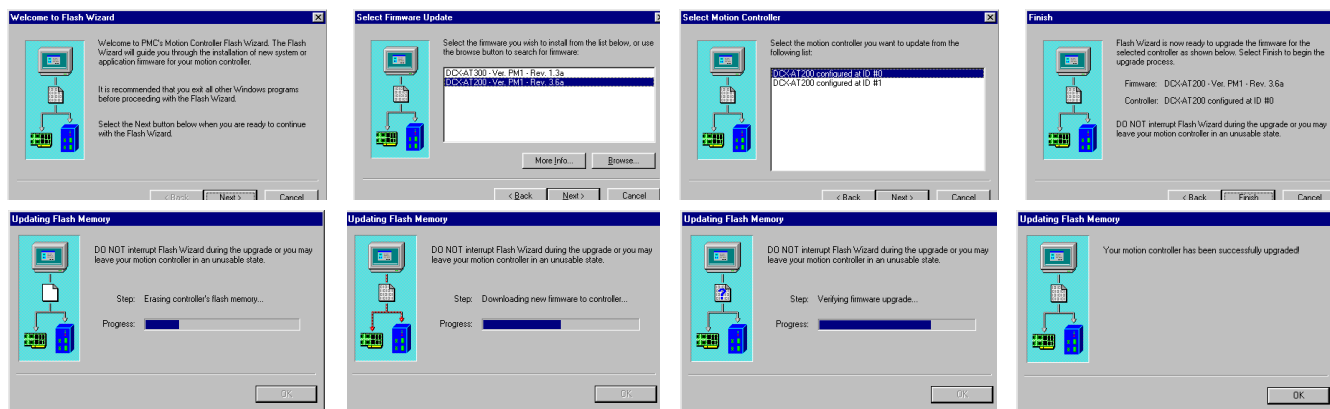 Welcome to Flash Wizard
Welcome to PMC's Motion Controller Flash Wizard. The Flash
Wizard will guide you through the installation of new system or
application firmware for your motion controller.
It is recommended that you exit all other Windows programs
before proceeding with the Flash Wizard.
Select the Next button below when you are ready to continue
with the Flash Wizard.
< Back
Next >
Cancel
Select Firmware Update
Select the firmware you wish to install from the list below, or use
the browse button to search for firmware:
DCX-AT300 - Ver. PM1 - Rev. 1.3a
DCX-AT200 - Ver. PM1 - Rev. 3.6a
More Info...
Browse...
< Back
Next >
Cancel
Select Motion Controller
Select the motion controller you want to update from the
following list:
DCX-AT200 configured at ID #0
DCX-AT200 configured at ID #1
< Back
Next >
Cancel
Finish
Flash Wizard is now ready to upgrade the firmware for the
selected controller as shown below. Select Finish to begin the
upgrade process.
Firmware: DCX-AT200 - Ver. PM1 - Rev. 3.6a
Controller: DCX-AT200 configured at ID #0
DO NOT interrupt Flash Wizard during the upgrade or you may
leave your motion controller in an unusable state.
< Back
Finish
Cancel
Updating Flash Memory
DO NOT interrupt Flash Wizard during the upgrade or you may
leave your motion controller in an unusable state.
Step: Erasing controller's flash memory...
Progress:
OK
Updating Flash Memory
DO NOT interrupt Flash Wizard during the upgrade or you may
leave your motion controller in an unusable state.
Step: Downloading new firmware to controller...
Progress:
OK
Updating Flash Memory
DO NOT interrupt Flash Wizard during the upgrade or you may
leave your motion controller in an unusable state.
Step: Verifying firmware upgrade...
Progress:
OK
Updating Flash Memory
Your motion controller has been successfully upgraded!
OK